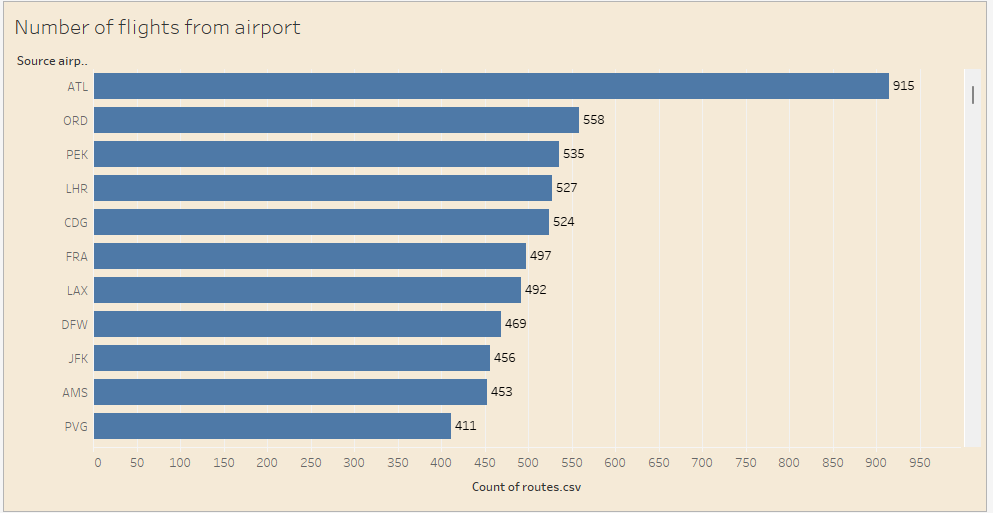 Number of flights from airport
Source airp..
ATL 915
ORD 558
PEK 535
LHR 527
CDG 524
FRA 497
LAX 492
DFW 469
JFK 456
AMS 453
PVG 411
0 50 100 150 200 250 300 350 400 450 500 550 600 650 700 750 800 850 900 950
Count of routes.csv